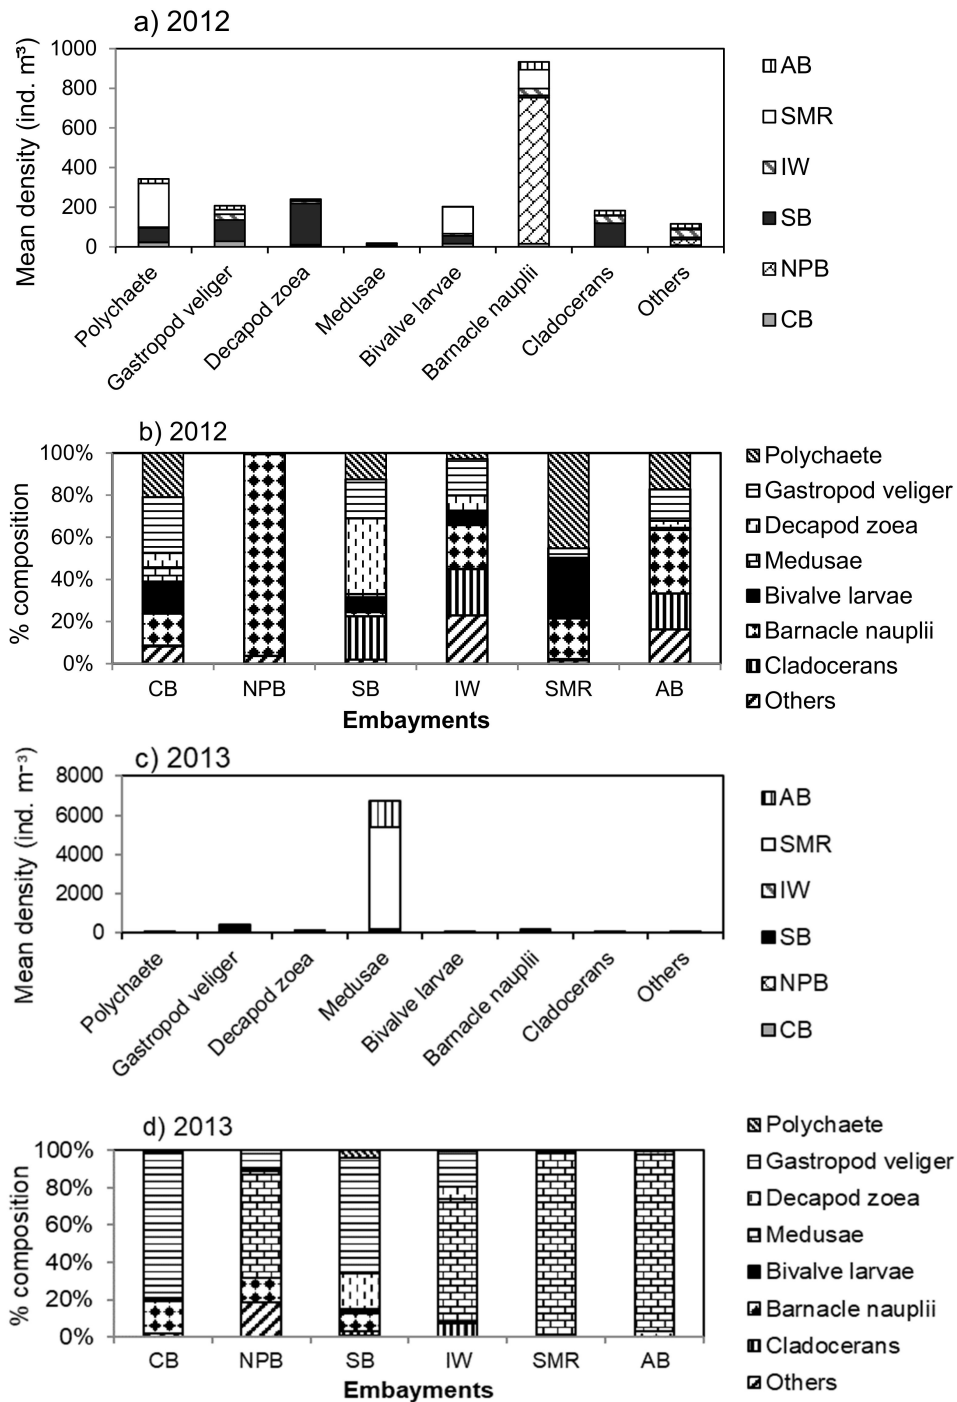 a) 2012
Mean density (ind. m⁻³)
1000
800
600
400
200
0
Polychaete
Gastropod veliger
Decapod zoea
Medusae
Bivalve larvae
Barnacle nauplii
Cladocerans
Others
AB
SMR
IW
SB
NPB
CB
b) 2012
% composition
100%
80%
60%
40%
20%
0%
CB NPB SB IW SMR AB
Embayments
Polychaete
Gastropod veliger
Decapod zoea
Medusae
Bivalve larvae
Barnacle nauplii
Cladocerans
Others
c) 2013
Mean density (ind. m⁻³)
8000
6000
4000
2000
0
Polychaete
Gastropod veliger
Decapod zoea
Medusae
Bivalve larvae
Barnacle nauplii
Cladocerans
Others
AB
SMR
IW
SB
NPB
CB
d) 2013
% composition
100%
80%
60%
40%
20%
0%
CB NPB SB IW SMR AB
Embayments
Polychaete
Gastropod veliger
Decapod zoea
Medusae
Bivalve larvae
Barnacle nauplii
Cladocerans
Others